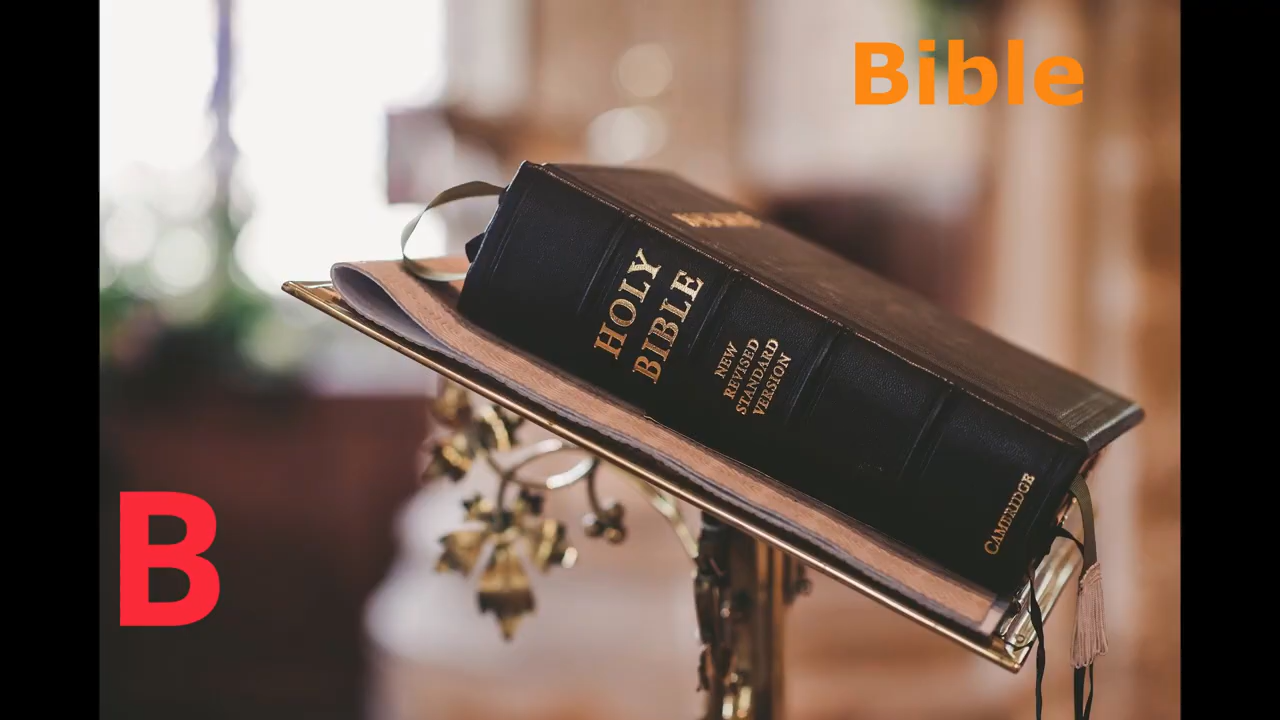 Bible
HOLY
BIBLE
NEW
REVISED
STANDARD
VERSION
CAMBRIDGE
B